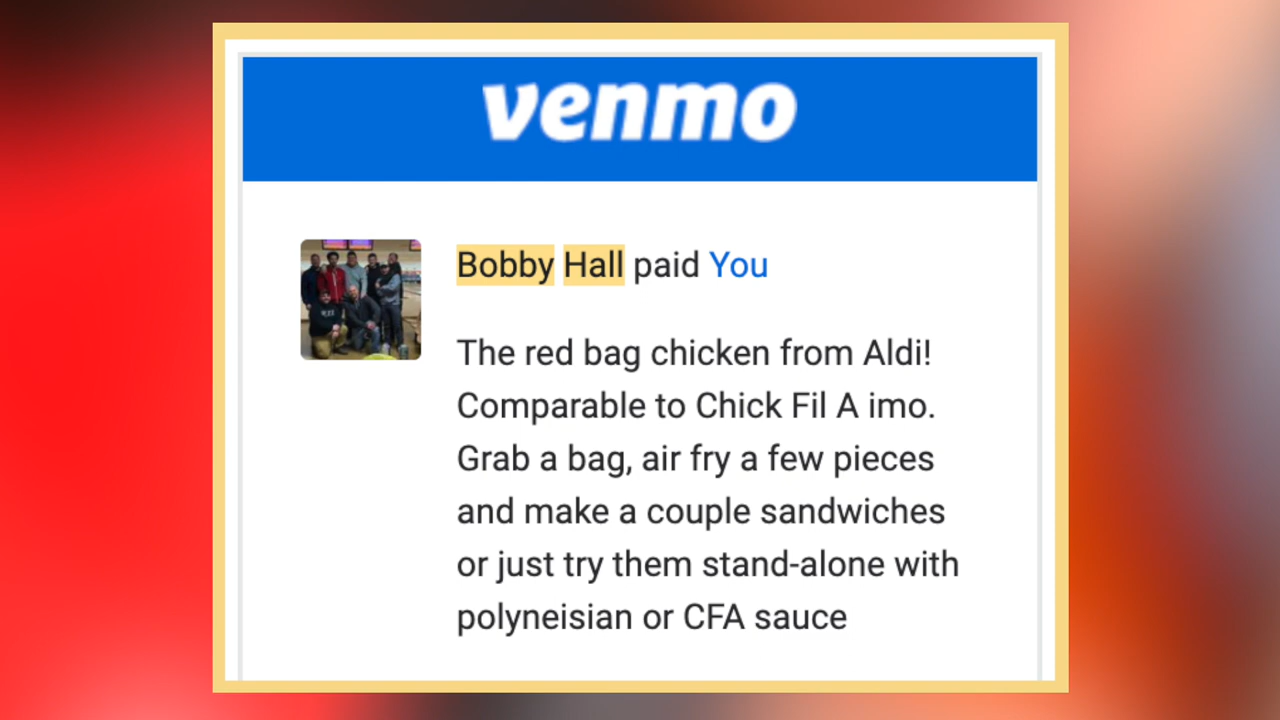 venmo
Bobby Hall paid You
The red bag chicken from Aldi!
Comparable to Chick Fil A imo.
Grab a bag, air fry a few pieces
and make a couple sandwiches
or just try them stand-alone with
polyneisian or CFA sauce